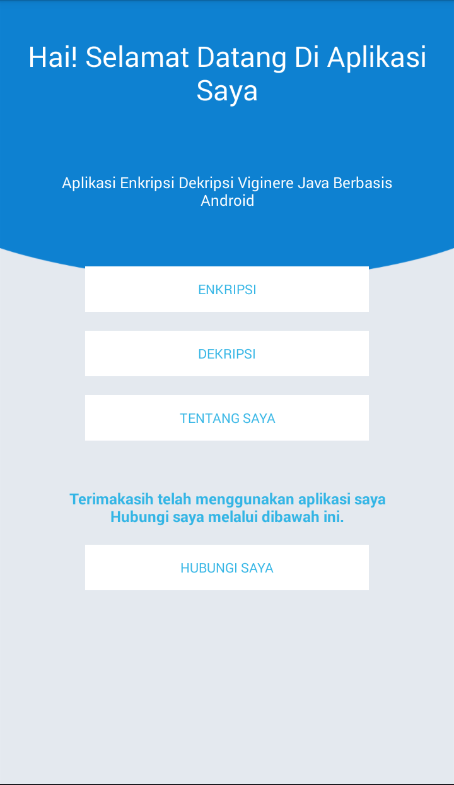 Hai! Selamat Datang Di Aplikasi
Saya
Aplikasi Enkripsi Dekripsi Viginere Java Berbasis
Android
ENKRIPSI
DEKRIPSI
TENTANG SAYA
Terimakasih telah menggunakan aplikasi saya
Hubungi saya melalui dibawah ini.
HUBUNGI SAYA